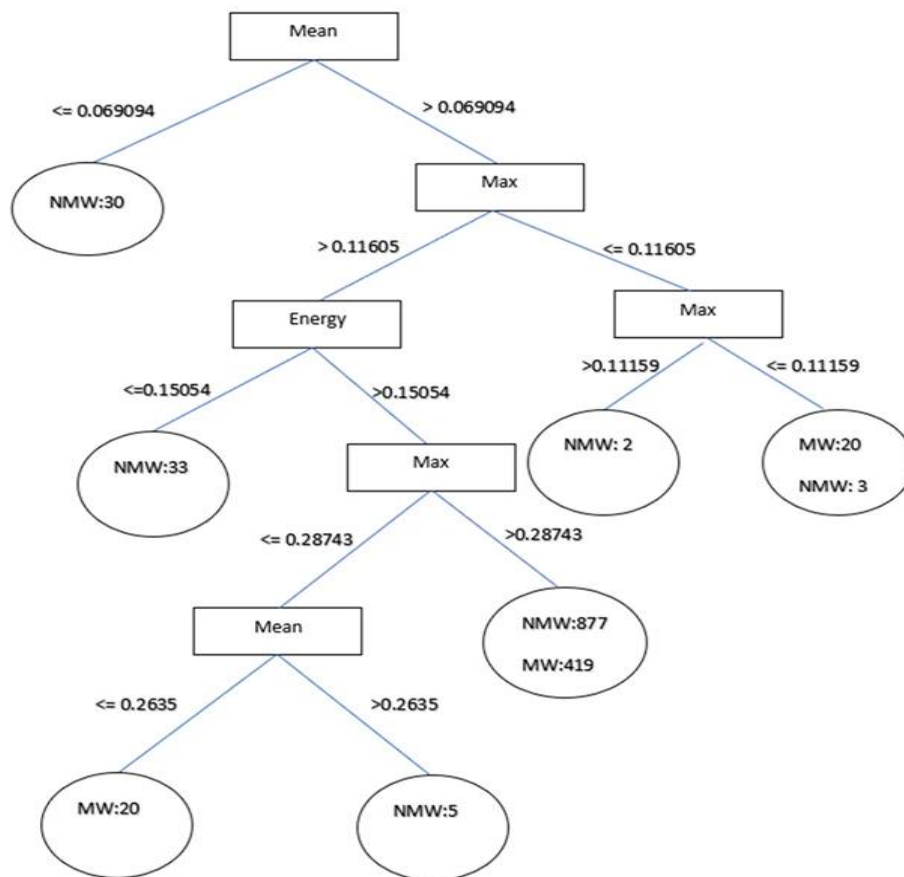 Mean
<= 0.069094
> 0.069094
NMW:30
Max
> 0.11605
<= 0.11605
Energy
Max
<=0.15054
>0.15054
>0.11159
<= 0.11159
NMW:33
Max
NMW: 2
MW:20
NMW: 3
<= 0.28743
>0.28743
Mean
NMW:877
MW:419
<= 0.2635
>0.2635
MW:20
NMW:5